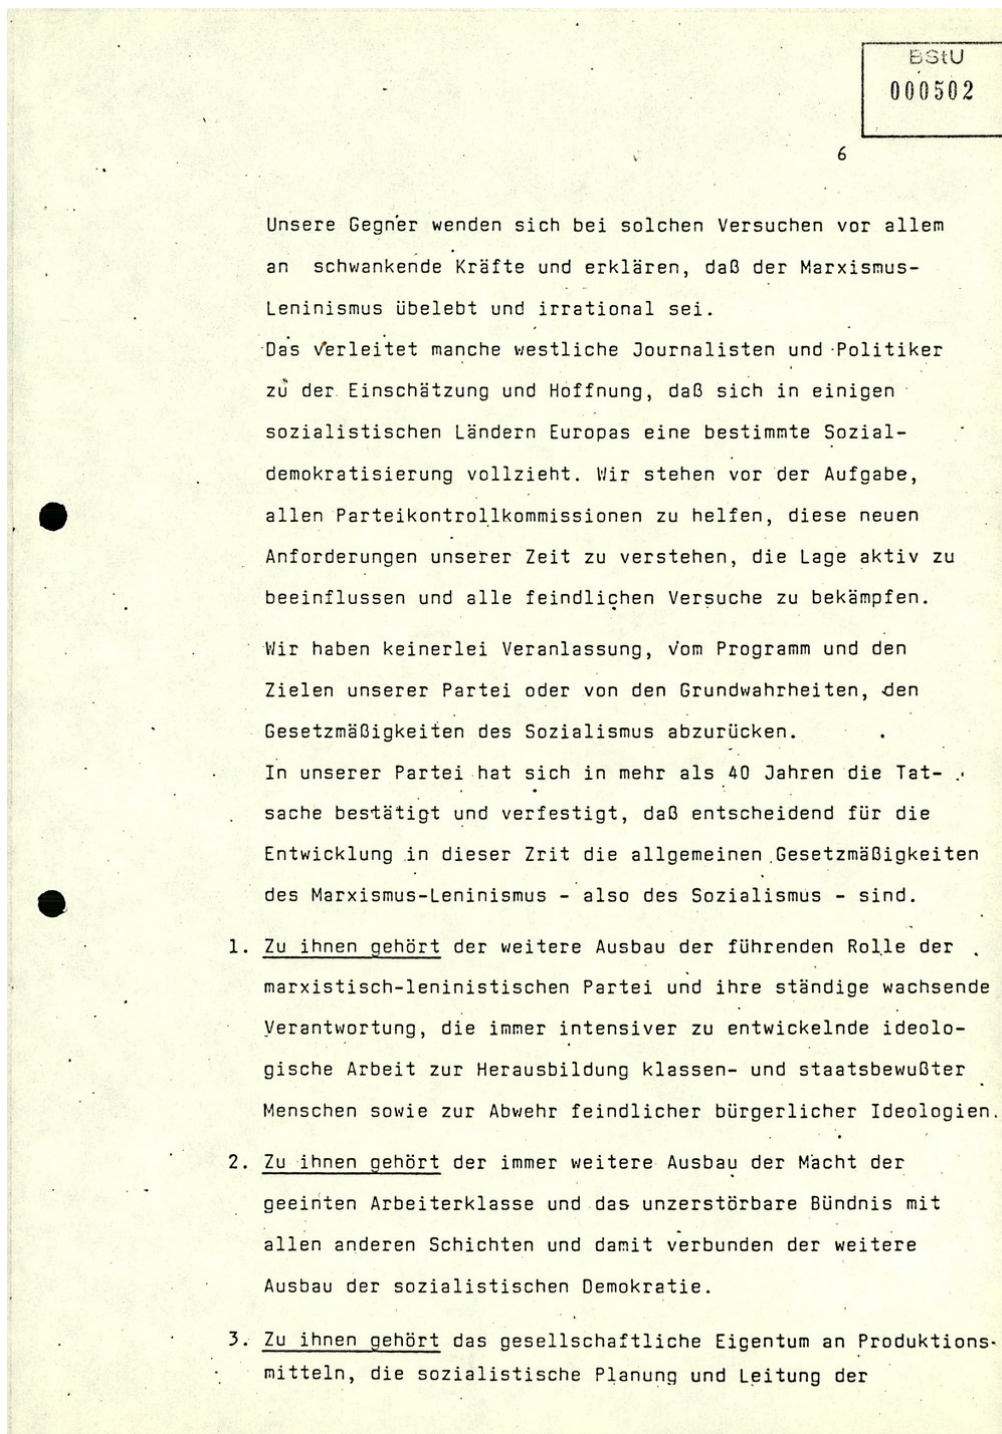 BStU
000502
6
Unsere Gegner wenden sich bei solchen Versuchen vor allem
an schwankende Kräfte und erklären, daß der Marxismus-
Leninismus übelebt und irrational sei.
Das verleitet manche westliche Journalisten und Politiker
zu der Einschätzung und Hoffnung, daß sich in einigen
sozialistischen Ländern Europas eine bestimmte Sozial-
demokratisierung vollzieht. Wir stehen vor der Aufgabe,
allen Parteikontrollkommissionen zu helfen, diese neuen
Anforderungen unserer Zeit zu verstehen, die Lage aktiv zu
beeinflussen und alle feindlichen Versuche zu bekämpfen.
Wir haben keinerlei Veranlassung, vom Programm und den
Zielen unserer Partei oder von den Grundwahrheiten, den
Gesetzmäßigkeiten des Sozialismus abzurücken.
In unserer Partei hat sich in mehr als 40 Jahren die Tat-
sache bestätigt und verfestigt, daß entscheidend für die
Entwicklung in dieser Zrit die allgemeinen Gesetzmäßigkeiten
des Marxismus-Leninismus - also des Sozialismus - sind.
1. Zu ihnen gehört der weitere Ausbau der führenden Rolle der
marxistisch-leninistischen Partei und ihre ständige wachsende
Verantwortung, die immer intensiver zu entwickelnde ideolo-
gische Arbeit zur Herausbildung klassen- und staatsbewußter
Menschen sowie zur Abwehr feindlicher bürgerlicher Ideologien.
2. Zu ihnen gehört der immer weitere Ausbau der Macht der
geeinten Arbeiterklasse und das unzerstörbare Bündnis mit
allen anderen Schichten und damit verbunden der weitere
Ausbau der sozialistischen Demokratie.
3. Zu ihnen gehört das gesellschaftliche Eigentum an Produktions-
mitteln, die sozialistische Planung und Leitung der